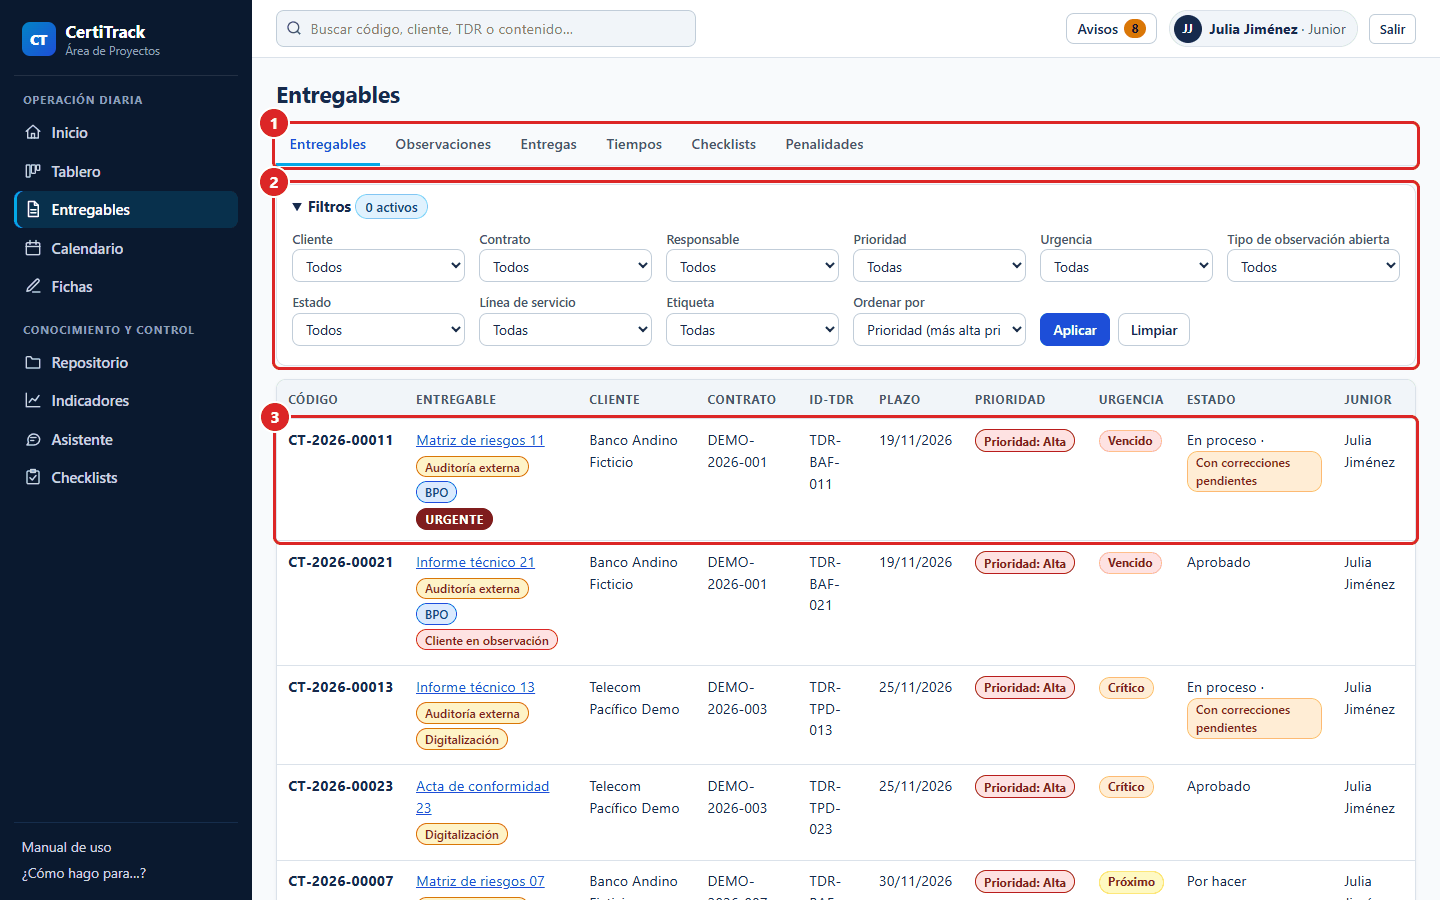 CT
CertiTrack
Área de Proyectos
OPERACIÓN DIARIA
Inicio
Tablero
Entregables
Calendario
Fichas
CONOCIMIENTO Y CONTROL
Repositorio
Indicadores
Asistente
Checklists
Manual de uso
¿Cómo hago para...?
Buscar código, cliente, TDR o contenido...
Avisos 8
JJ Julia Jiménez · Junior
Salir
Entregables
1
Entregables Observaciones Entregas Tiempos Checklists Penalidades
2
Filtros 0 activos
Cliente Contrato Responsable Prioridad Urgencia Tipo de observación abierta
Todos Todos Todos Todas Todas Todos
Estado Línea de servicio Etiqueta Ordenar por
Todos Todas Todas Prioridad (más alta pri Aplicar Limpiar
CÓDIGO ENTREGABLE CLIENTE CONTRATO ID-TDR PLAZO PRIORIDAD URGENCIA ESTADO JUNIOR
3
CT-2026-00011 Matriz de riesgos 11 Banco Andino DEMO- TDR- 19/11/2026 Prioridad: Alta Vencido En proceso · Julia
Auditoría externa Ficticio 2026-001 BAF- Con correcciones Jiménez
BPO 011 pendientes
URGENTE
CT-2026-00021 Informe técnico 21 Banco Andino DEMO- TDR- 19/11/2026 Prioridad: Alta Vencido Aprobado Julia
Auditoría externa Ficticio 2026-001 BAF- Jiménez
BPO 021
Cliente en observación
CT-2026-00013 Informe técnico 13 Telecom DEMO- TDR- 25/11/2026 Prioridad: Alta Crítico En proceso · Julia
Auditoría externa Pacífico Demo 2026-003 TPD- Con correcciones Jiménez
Digitalización 013 pendientes
CT-2026-00023 Acta de conformidad Telecom DEMO- TDR- 25/11/2026 Prioridad: Alta Crítico Aprobado Julia
23 Pacífico Demo 2026-003 TPD- Jiménez
Digitalización 023
CT-2026-00007 Matriz de riesgos 07 Banco Andino DEMO- TDR- 30/11/2026 Prioridad: Alta Próximo Por hacer Julia